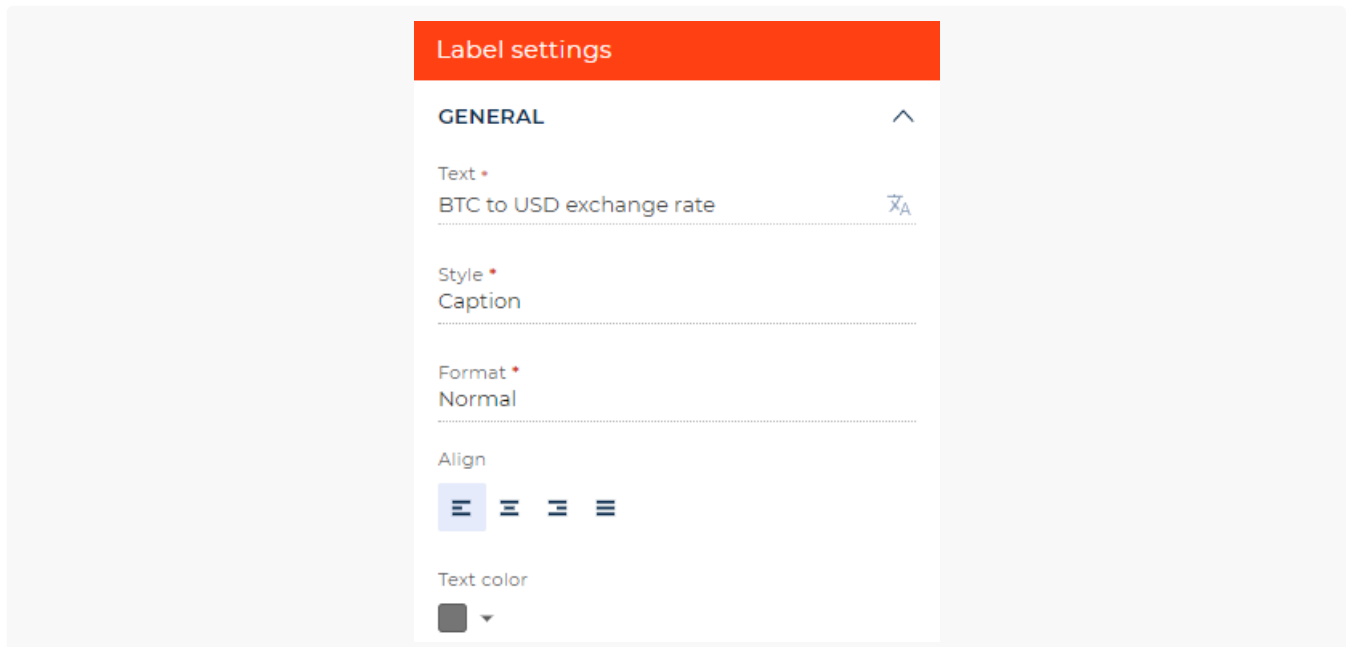 Label settings
GENERAL
Text *
BTC to USD exchange rate
Style *
Caption
Format *
Normal
Align
Text color